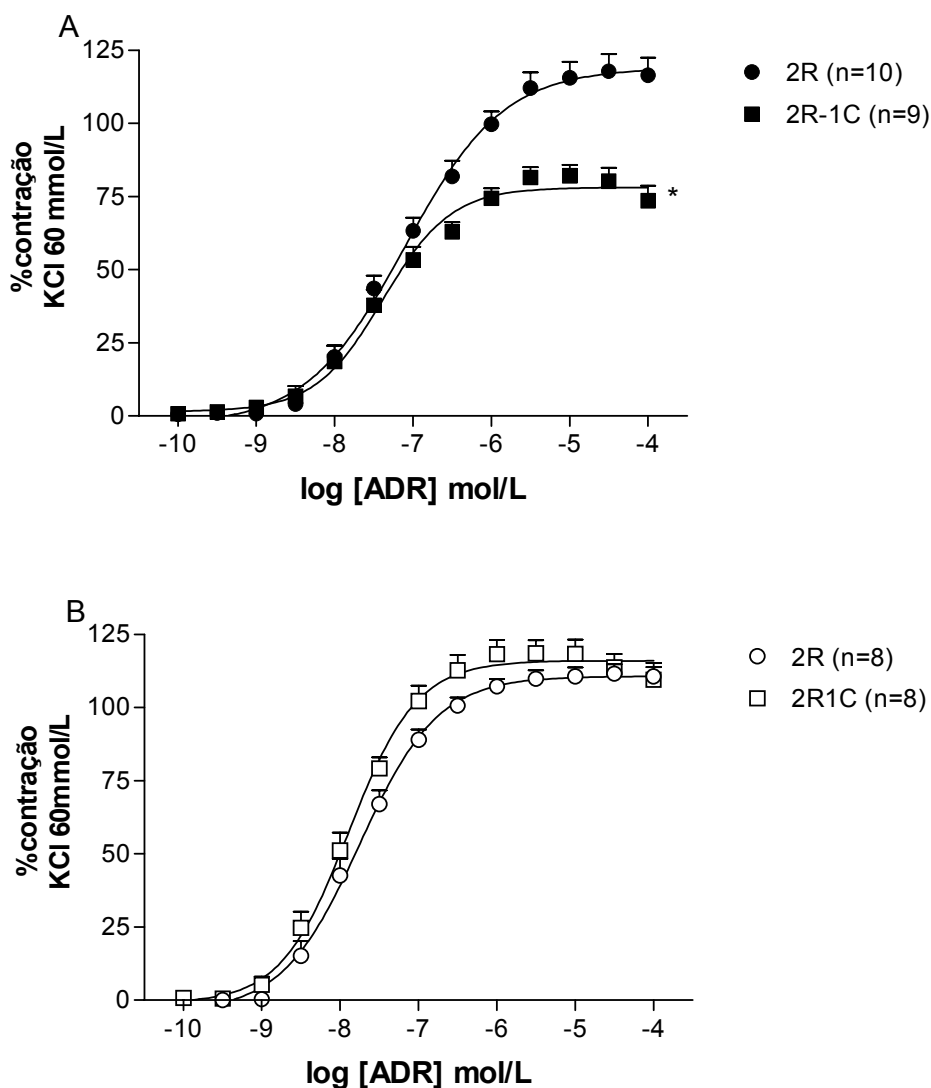 A
125
100
75
50
25
0
%contração
KCl 60 mmol/L
-10 -9 -8 -7 -6 -5 -4
log [ADR] mol/L
2R (n=10)
2R-1C (n=9)
*
B
125
100
75
50
25
0
%contração
KCl 60mmol/L
-10 -9 -8 -7 -6 -5 -4
log [ADR] mol/L
2R (n=8)
2R1C (n=8)